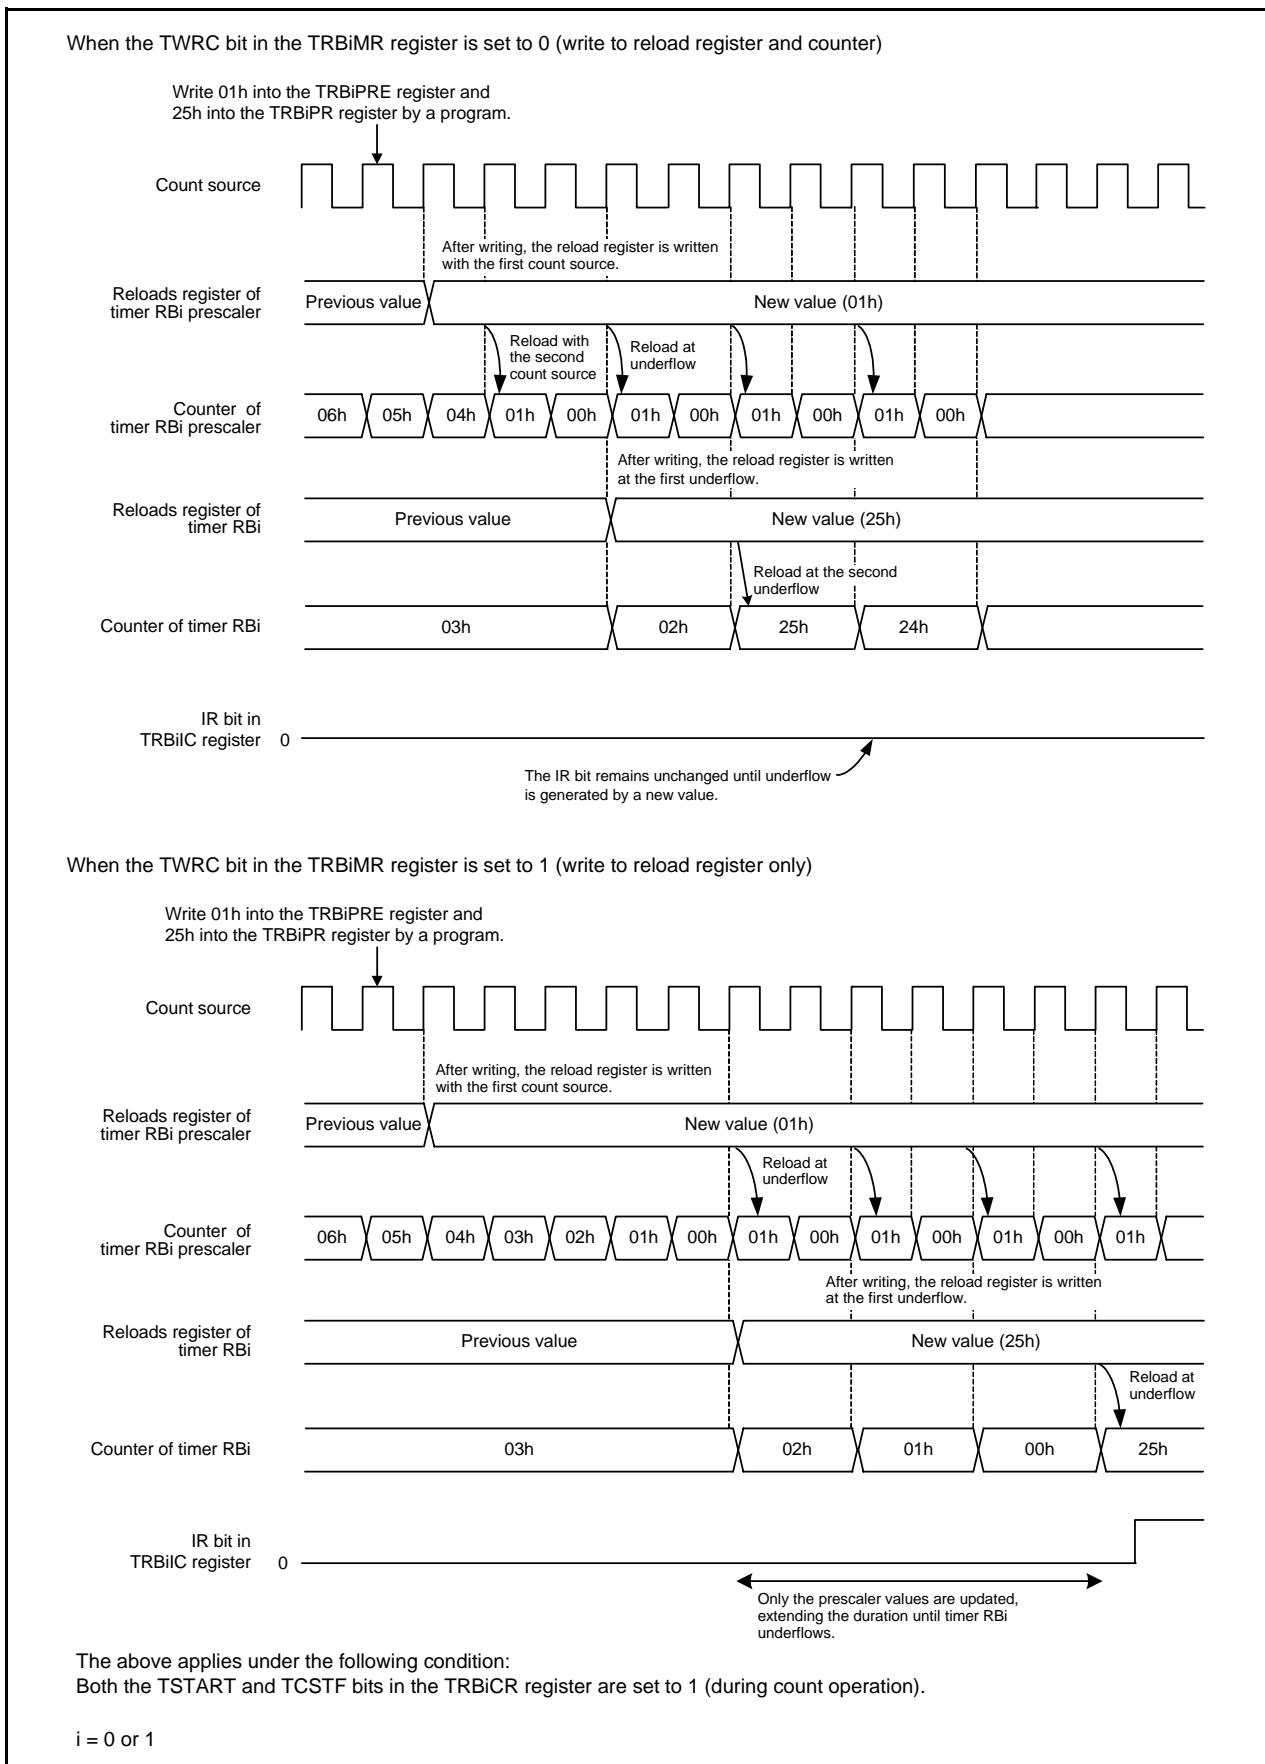 When the TWRC bit in the TRBiMR register is set to 0 (write to reload register and counter)
Write 01h into the TRBiPRE register and
25h into the TRBiPR register by a program.
Count source
After writing, the reload register is written
with the first count source.
Reloads register of
timer RBi prescaler
Previous value
New value (01h)
Reload with
the second
count source
Reload at
underflow
Counter of
timer RBi prescaler
06h 05h 04h 01h 00h 01h 00h 01h 00h 01h 00h
After writing, the reload register is written
at the first underflow.
Reloads register of
timer RBi
Previous value
New value (25h)
Reload at the second
underflow
Counter of timer RBi
03h 02h 25h 24h
IR bit in
TRBiIC register 0
The IR bit remains unchanged until underflow
is generated by a new value.
When the TWRC bit in the TRBiMR register is set to 1 (write to reload register only)
Write 01h into the TRBiPRE register and
25h into the TRBiPR register by a program.
Count source
After writing, the reload register is written
with the first count source.
Reloads register of
timer RBi prescaler
Previous value
New value (01h)
Reload at
underflow
Counter of
timer RBi prescaler
06h 05h 04h 03h 02h 01h 00h 01h 00h 01h 00h 01h 00h 01h
After writing, the reload register is written
at the first underflow.
Reloads register of
timer RBi
Previous value
New value (25h)
Reload at
underflow
Counter of timer RBi
03h 02h 01h 00h 25h
IR bit in
TRBiIC register 0
Only the prescaler values are updated,
extending the duration until timer RBi
underflows.
The above applies under the following condition:
Both the TSTART and TCSTF bits in the TRBiCR register are set to 1 (during count operation).
i = 0 or 1